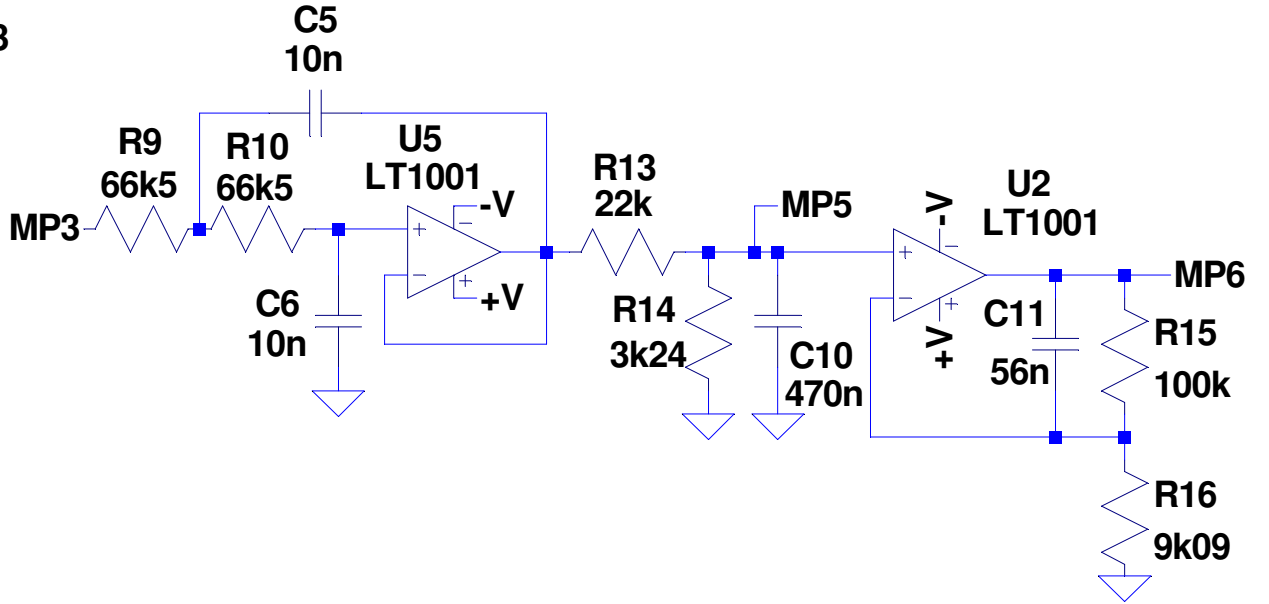 C5
10n
R9
66k5
R10
66k5
U5
LT1001
-V
+V
MP3
C6
10n
R13
22k
MP5
R14
3k24
C10
470n
U2
LT1001
-V
+V
MP6
C11
56n
R15
100k
R16
9k09